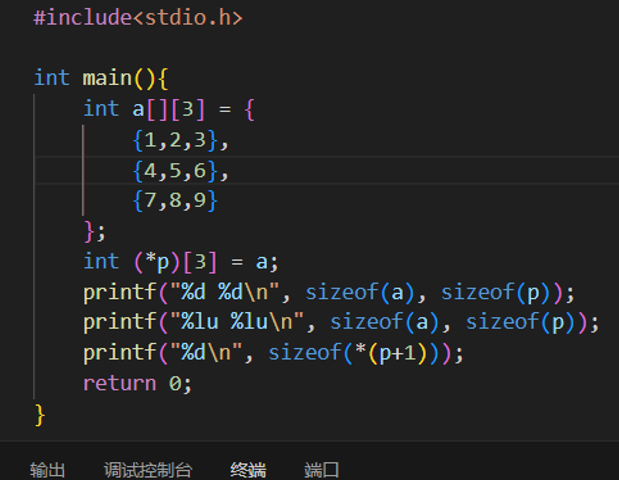 #include<stdio.h>
int main(){
int a[][3] = {
{1,2,3},
{4,5,6},
{7,8,9}
};
int (*p)[3] = a;
printf("%d %d\n", sizeof(a), sizeof(p));
printf("%lu %lu\n", sizeof(a), sizeof(p));
printf("%d\n", sizeof(*(p+1)));
return 0;
}
输出 调试控制台 终端 端口